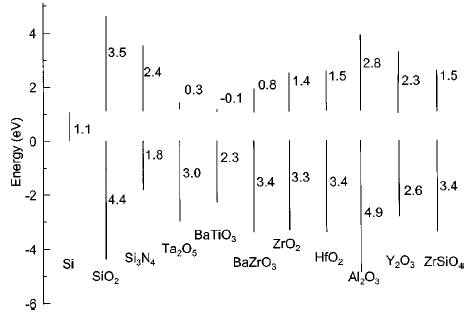 4
2
0
-2
-4
-6
Energy (eV)
3.5
2.4
0.3
-0.1
0.8
1.4
1.5
2.8
2.3
1.5
1.1
4.4
1.8
3.0
2.3
3.4
3.3
3.4
4.9
2.6
3.4
Si
SiO₂
Si₃N₄
Ta₂O₅
BaTiO₃
BaZrO₃
ZrO₂
HfO₂
Al₂O₃
Y₂O₃
ZrSiO₄